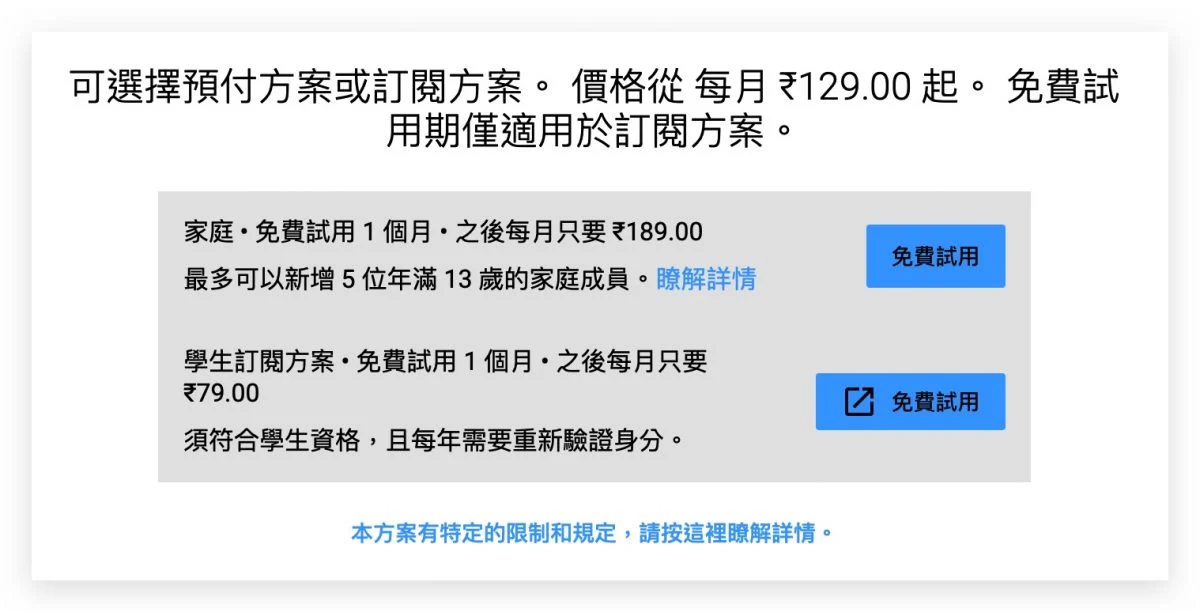 可選擇預付方案或訂閱方案。 價格從 每月 ₹129.00 起。 免費試
用期僅適用於訂閱方案。
家庭 • 免費試用 1 個月 • 之後每月只要 ₹189.00
最多可以新增 5 位年滿 13 歲的家庭成員。瞭解詳情
免費試用
學生訂閱方案 • 免費試用 1 個月 • 之後每月只要
₹79.00
須符合學生資格，且每年需要重新驗證身分。
免費試用
本方案有特定的限制和規定，請按這裡瞭解詳情。